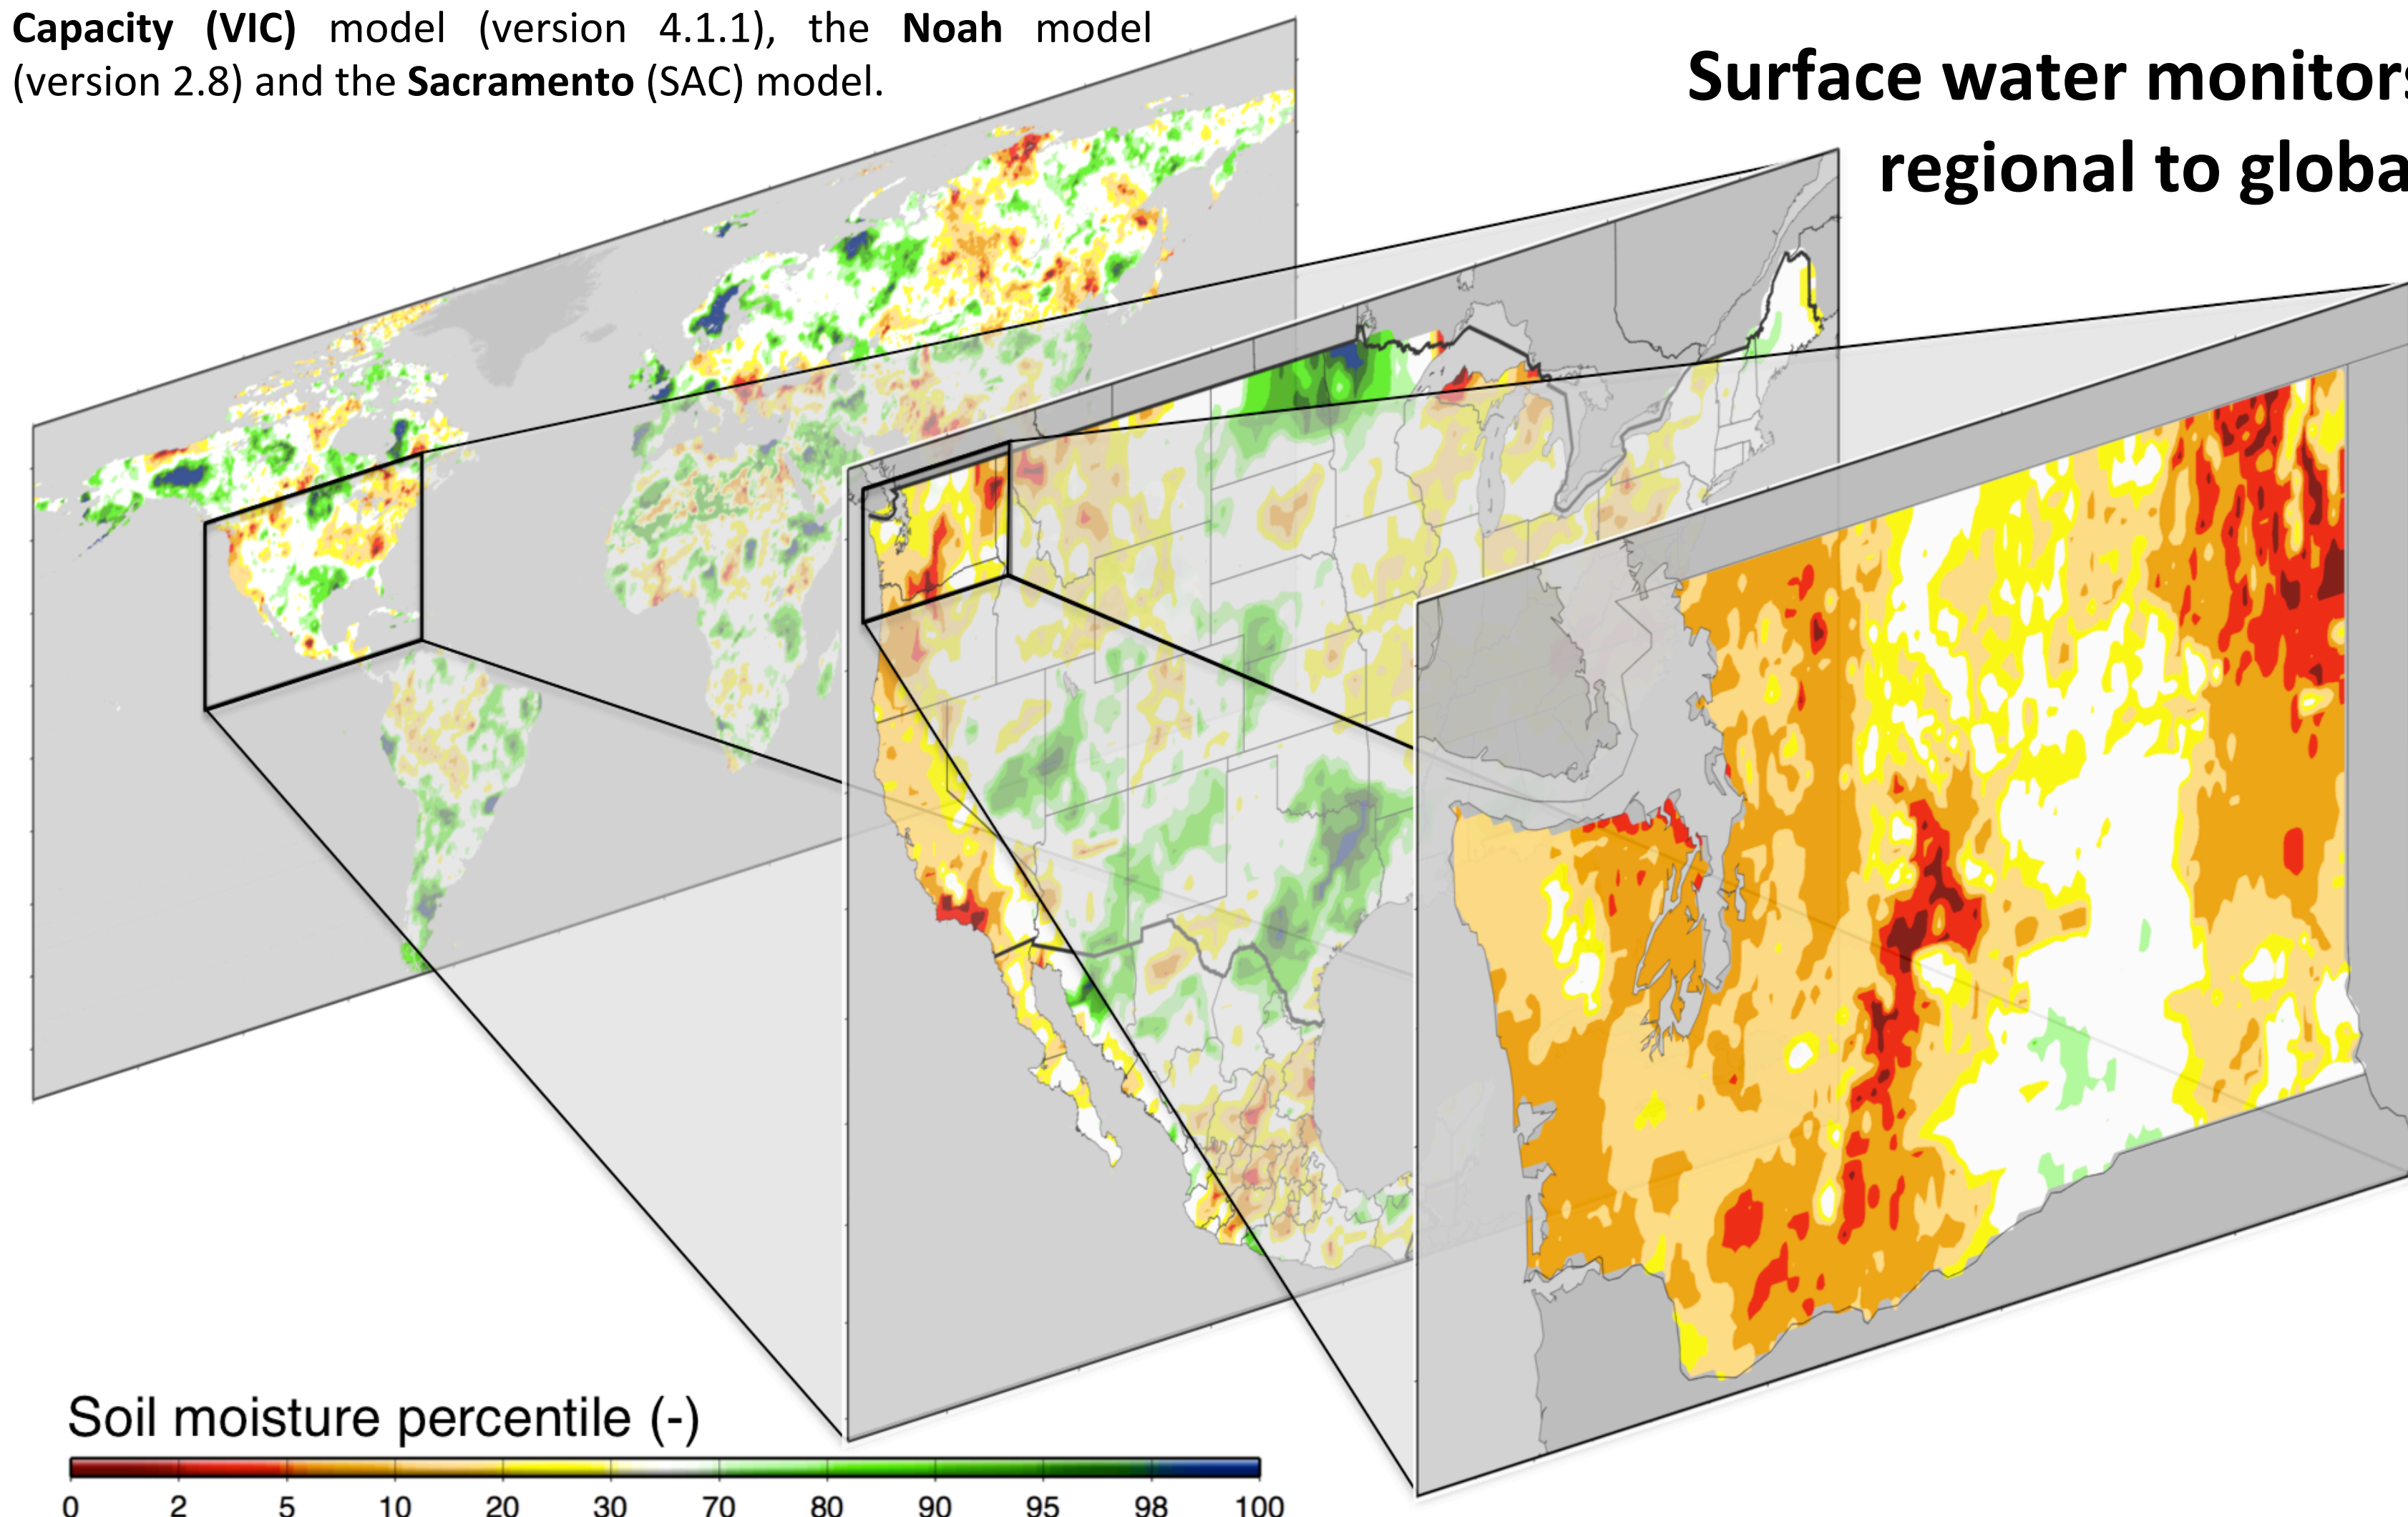 Capacity (VIC) model (version 4.1.1), the Noah model
(version 2.8) and the Sacramento (SAC) model.
Surface water monitors
regional to globa
Soil moisture percentile (-)
0 2 5 10 20 30 70 80 90 95 98 100